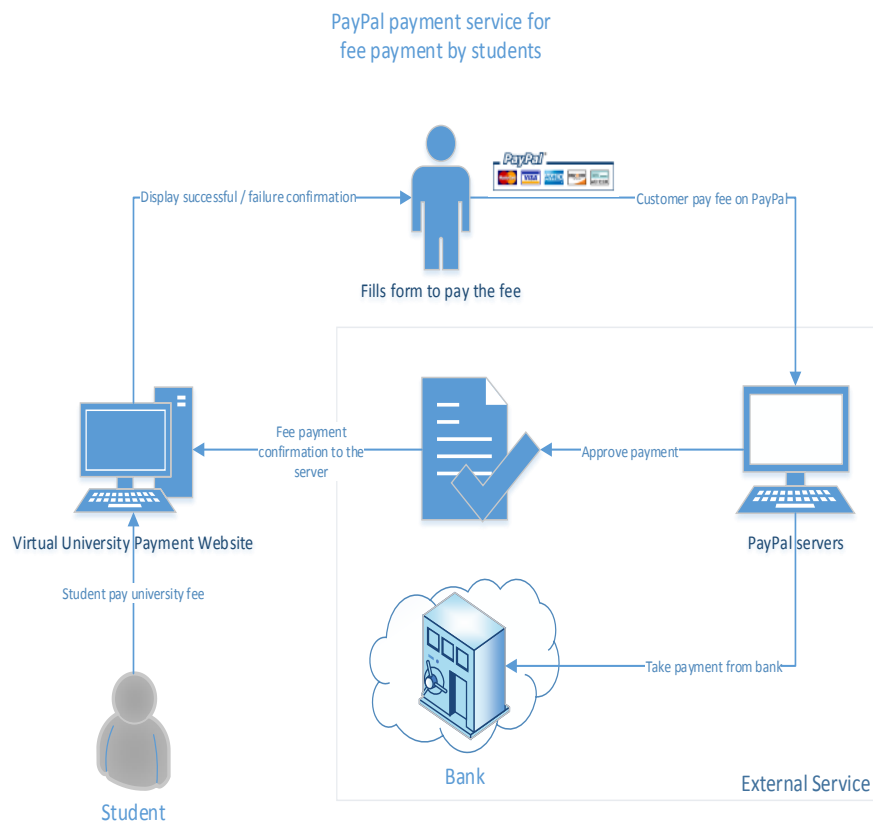 PayPal payment service for
fee payment by students
PayPal
VISA
Display successful / failure confirmation
Customer pay fee on PayPal
Fills form to pay the fee
Fee payment
confirmation to the
server
Approve payment
Virtual University Payment Website
PayPal servers
Student pay university fee
Take payment from bank
Bank
External Service
Student